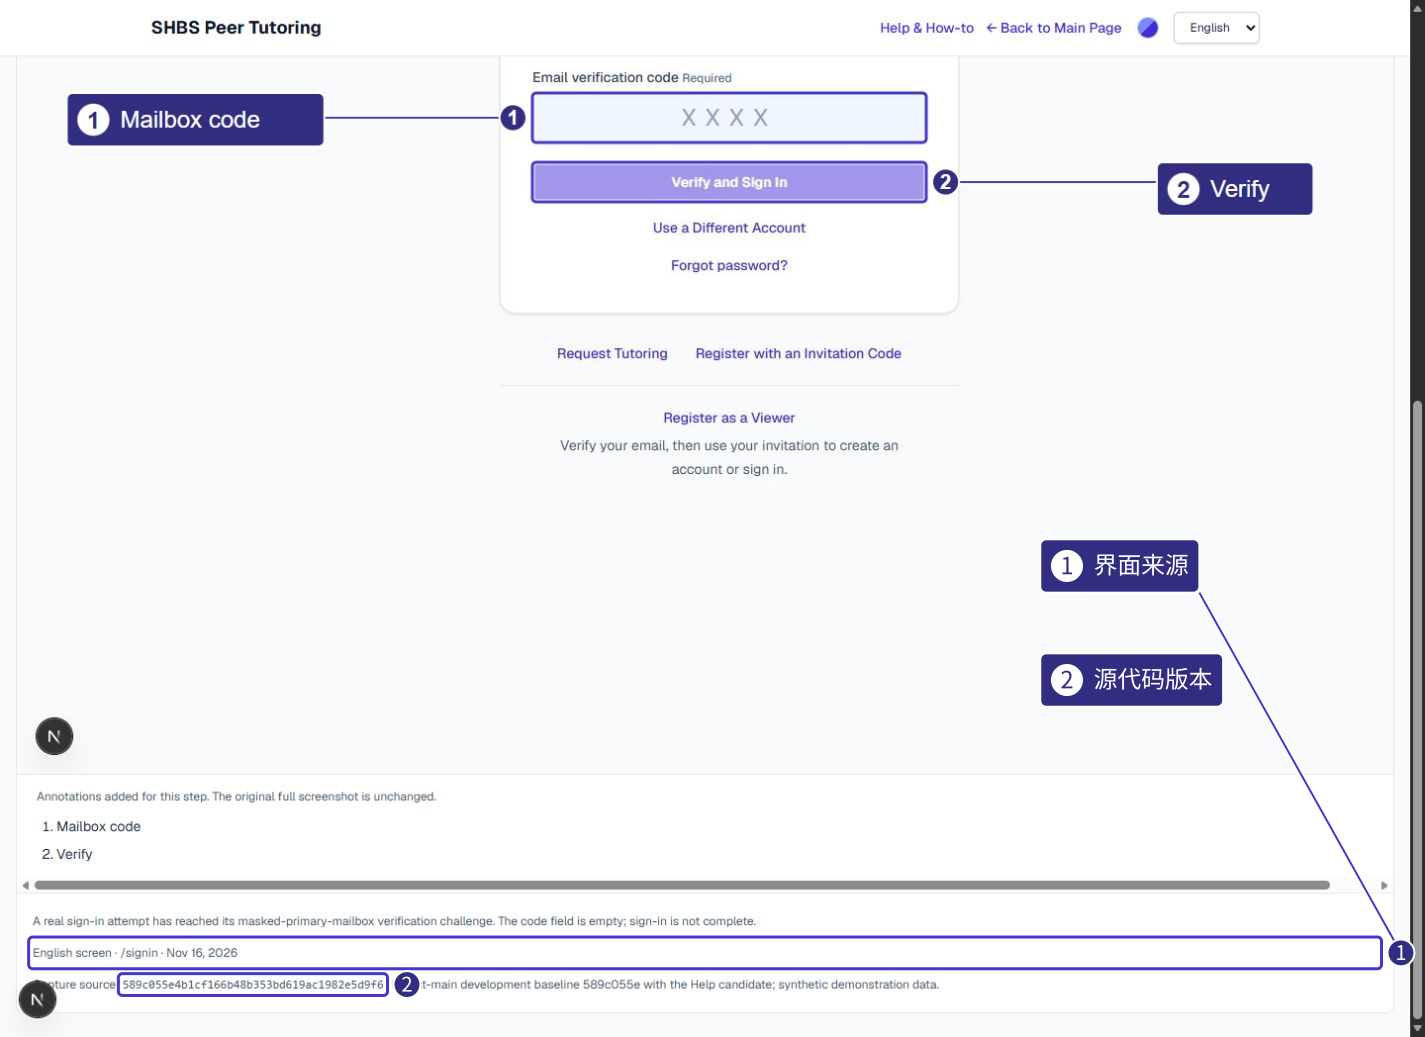 SHBS Peer Tutoring
Help & How-to
← Back to Main Page
English
Email verification code Required
1 Mailbox code
1
X X X X
Verify and Sign In
2
2 Verify
Use a Different Account
Forgot password?
Request Tutoring
Register with an Invitation Code
Register as a Viewer
Verify your email, then use your invitation to create an
account or sign in.
1 界面来源
2 源代码版本
N
Annotations added for this step. The original full screenshot is unchanged.
1. Mailbox code
2. Verify
A real sign-in attempt has reached its masked-primary-mailbox verification challenge. The code field is empty; sign-in is not complete.
English screen · /signin · Nov 16, 2026
1
pture source 589c055e4b1cf166b48b353bd619ac1982e5d9f6 2 t-main development baseline 589c055e with the Help candidate; synthetic demonstration data.
N